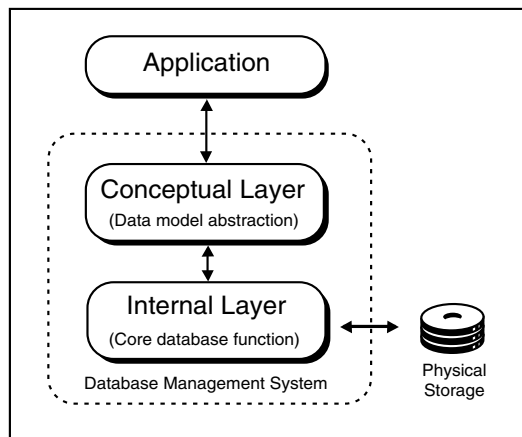 Application
Conceptual Layer
(Data model abstraction)
Internal Layer
(Core database function)
Database Management System
Physical
Storage